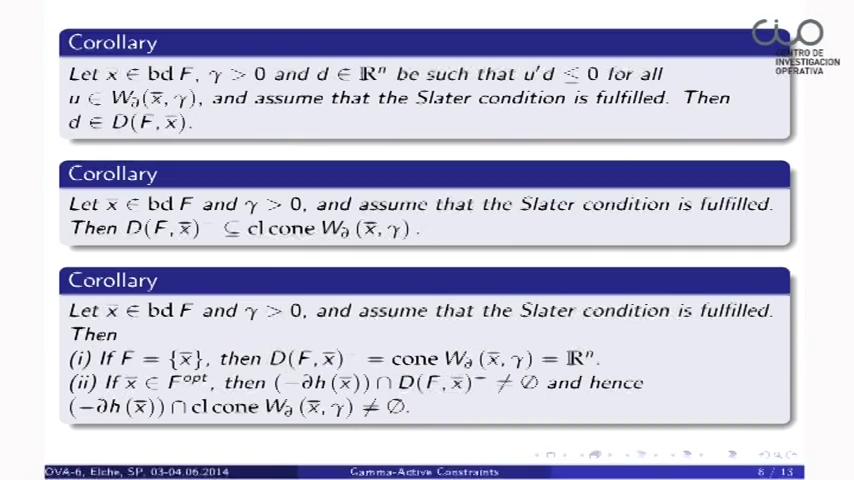 CIO
CENTRO DE
INVESTIGACION
OPERATIVA
Corollary
Let x̄ ∈ bd F, γ > 0 and d ∈ ℝⁿ be such that u′d ≤ 0 for all
u ∈ W∂(x̄, γ), and assume that the Slater condition is fulfilled. Then
d ∈ D(F, x̄).
Corollary
Let x̄ ∈ bd F and γ > 0, and assume that the Slater condition is fulfilled.
Then D(F, x̄)⁻ ⊆ cl cone W∂ (x̄, γ) .
Corollary
Let x̄ ∈ bd F and γ > 0, and assume that the Slater condition is fulfilled.
Then
(i) If F = {x̄}, then D(F, x̄)⁻ = cone W∂ (x̄, γ) = ℝⁿ.
(ii) If x̄ ∈ Fᵒᵖᵗ, then (−∂h (x̄)) ∩ D(F, x̄)⁻ ≠ ∅ and hence
(−∂h (x̄)) ∩ cl cone W∂ (x̄, γ) ≠ ∅.
OVA-6, Elche, SP, 03-04.06.2014
Gamma-Active Constraints
8 / 13